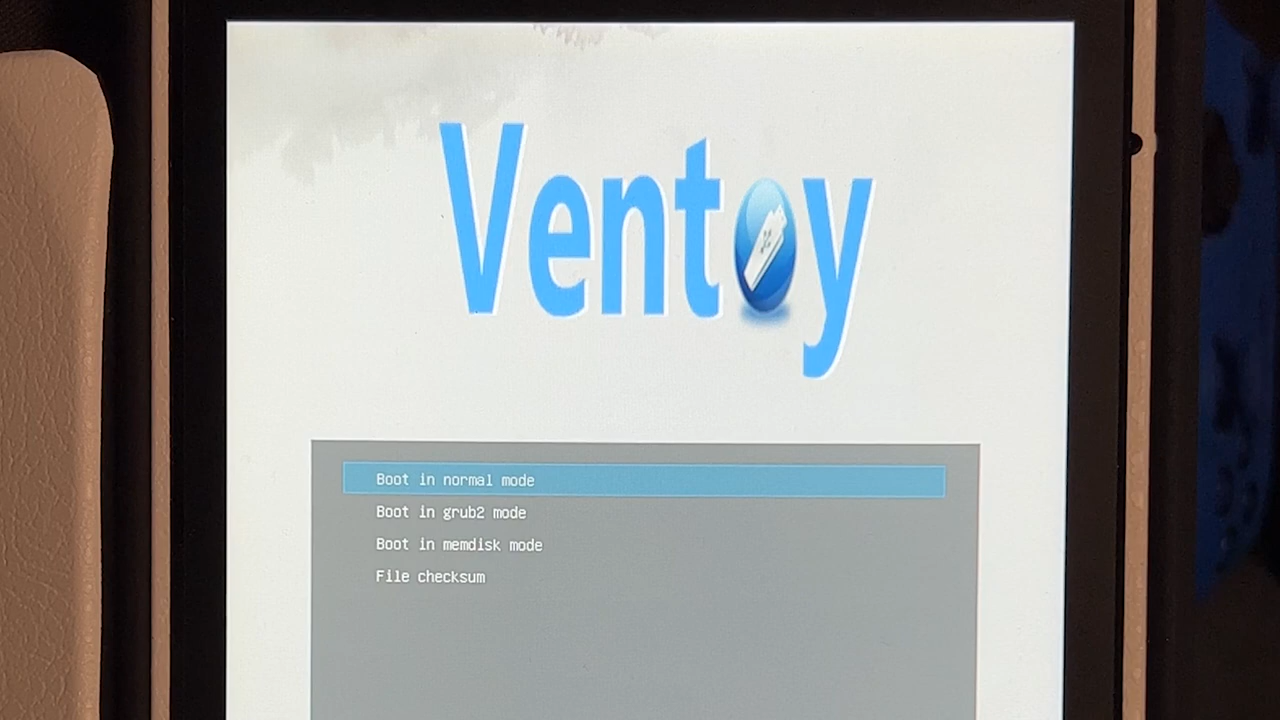 Ventoy
Boot in normal mode
Boot in grub2 mode
Boot in memdisk mode
File checksum